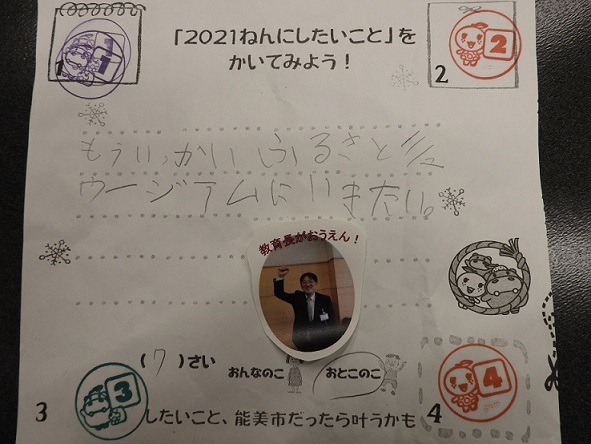 「2021ねんにしたいこと」を
かいてみよう！
1
2
2
もういっかいふるさとミュ
ウージアムにいきたい。
教育長がおうえん！
(7)さい
おんなのこ
おとこのこ
3
3
したいこと、能美市だったら叶うかも
4
4